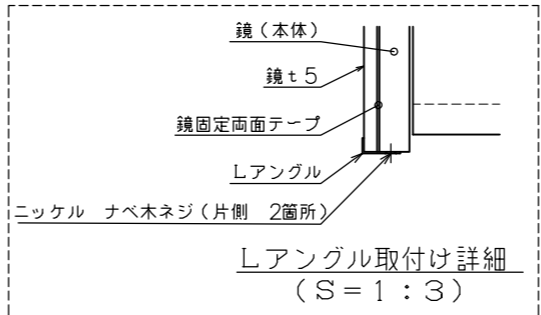 鏡（本体）
鏡ｔ５
鏡固定両面テープ
Ｌアングル
ニッケル　ナベ木ネジ（片側　2箇所）
Ｌアングル取付け詳細
（Ｓ＝１：３）